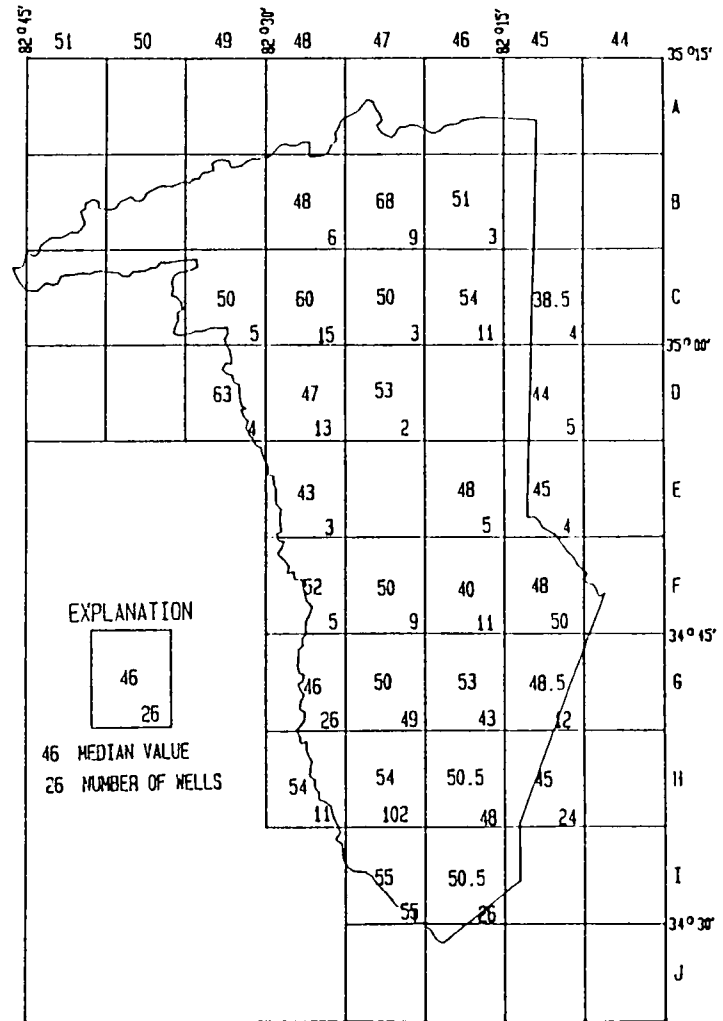 82 45' 82 °30' 82 °15'
51 50 49 48 47 46 45 44
35 °15'
A
48 68 51 B
6 9 3
50 60 50 54 38.5 C
5 15 3 11 4
35° 00'
63 47 53 44 D
4 13 2 5
43 48 45 E
3 5 4
52 50 40 48 F
5 9 11 50
34° 45'
EXPLANATION
46
26
46 MEDIAN VALUE
26 NUMBER OF WELLS
46 50 53 48.5 G
26 49 43 12
54 54 50.5 45 H
11 102 48 24
55 50.5 I
55 26
34° 30'
J